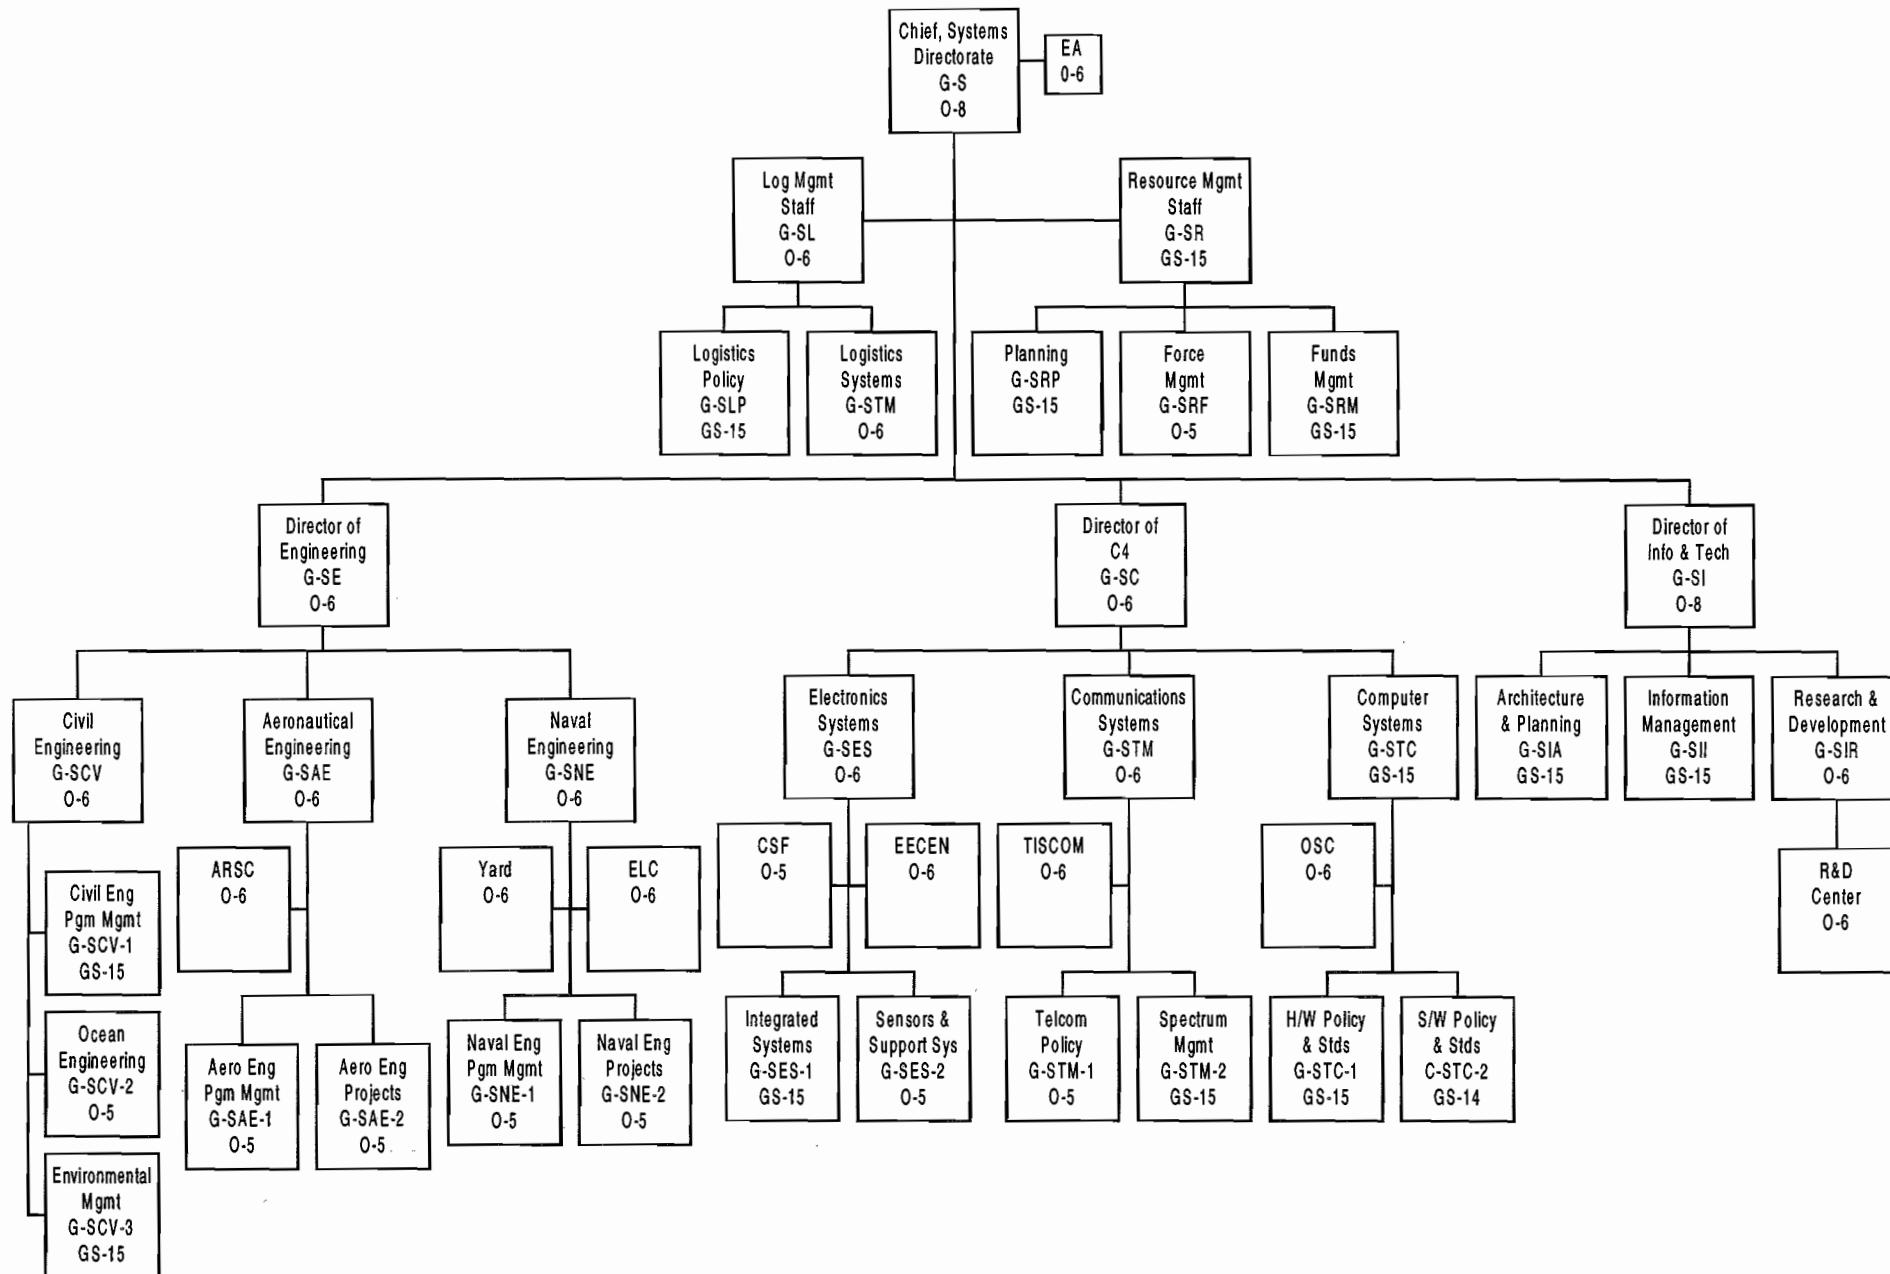 Chief, Systems
Directorate
G-S
O-8
EA
0-6
Log Mgmt
Staff
G-SL
O-6
Resource Mgmt
Staff
G-SR
GS-15
Logistics
Policy
G-SLP
GS-15
Logistics
Systems
G-STM
O-6
Planning
G-SRP
GS-15
Force
Mgmt
G-SRF
O-5
Funds
Mgmt
G-SRM
GS-15
Director of
Engineering
G-SE
O-6
Director of
C4
G-SC
O-6
Director of
Info & Tech
G-SI
O-8
Civil
Engineering
G-SCV
O-6
Aeronautical
Engineering
G-SAE
O-6
Naval
Engineering
G-SNE
O-6
Electronics
Systems
G-SES
O-6
Communications
Systems
G-STM
O-6
Computer
Systems
G-STC
GS-15
Architecture
& Planning
G-SIA
GS-15
Information
Management
G-SII
GS-15
Research &
Development
G-SIR
O-6
Civil Eng
Pgm Mgmt
G-SCV-1
GS-15
Ocean
Engineering
G-SCV-2
O-5
Environmental
Mgmt
G-SCV-3
GS-15
ARSC
O-6
Aero Eng
Pgm Mgmt
G-SAE-1
O-5
Aero Eng
Projects
G-SAE-2
O-5
Yard
O-6
ELC
O-6
Naval Eng
Pgm Mgmt
G-SNE-1
O-5
Naval Eng
Projects
G-SNE-2
O-5
CSF
O-5
EECEN
O-6
Integrated
Systems
G-SES-1
GS-15
Sensors &
Support Sys
G-SES-2
O-5
TISCOM
O-6
Telcom
Policy
G-STM-1
O-5
Spectrum
Mgmt
G-STM-2
GS-15
OSC
O-6
H/W Policy
& Stds
G-STC-1
GS-15
S/W Policy
& Stds
C-STC-2
GS-14
R&D
Center
O-6